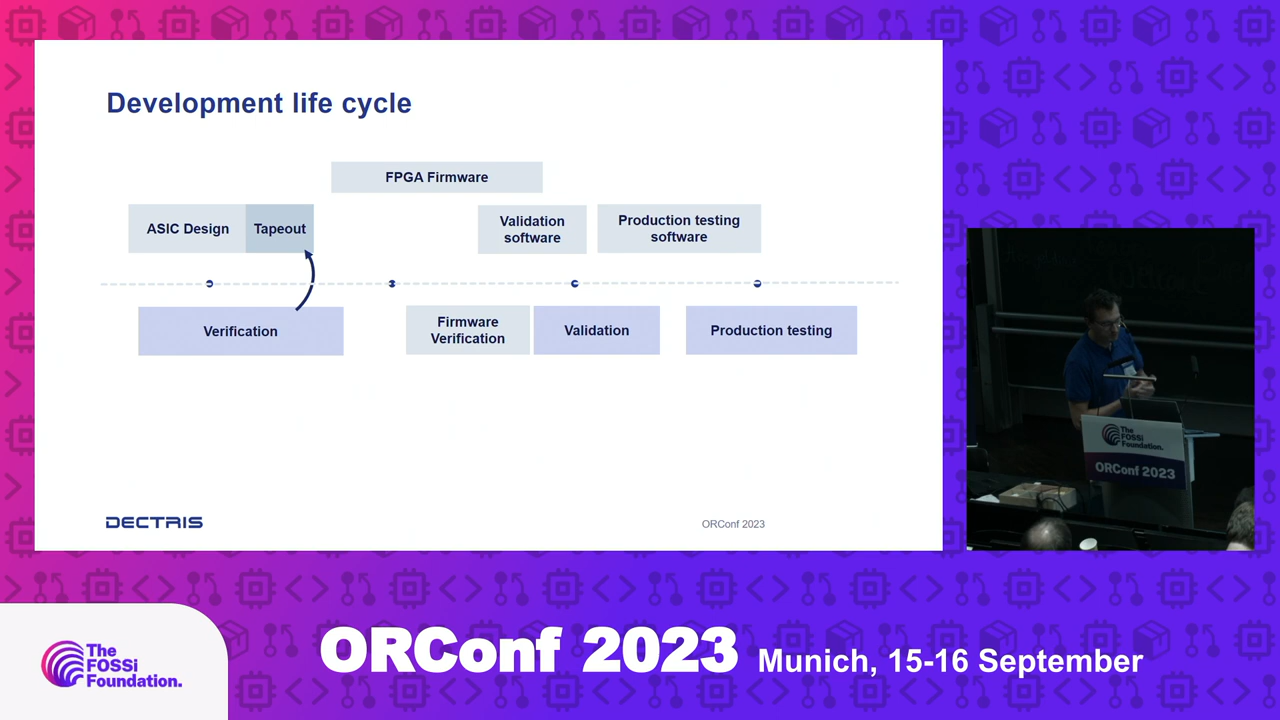 Development life cycle
FPGA Firmware
ASIC Design
Tapeout
Validation
software
Production testing
software
Verification
Firmware
Verification
Validation
Production testing
DECTRIS
ORConf 2023
The
FOSSi
Foundation.
ORConf 2023
The
FOSSi
Foundation.
ORConf 2023 Munich, 15-16 September